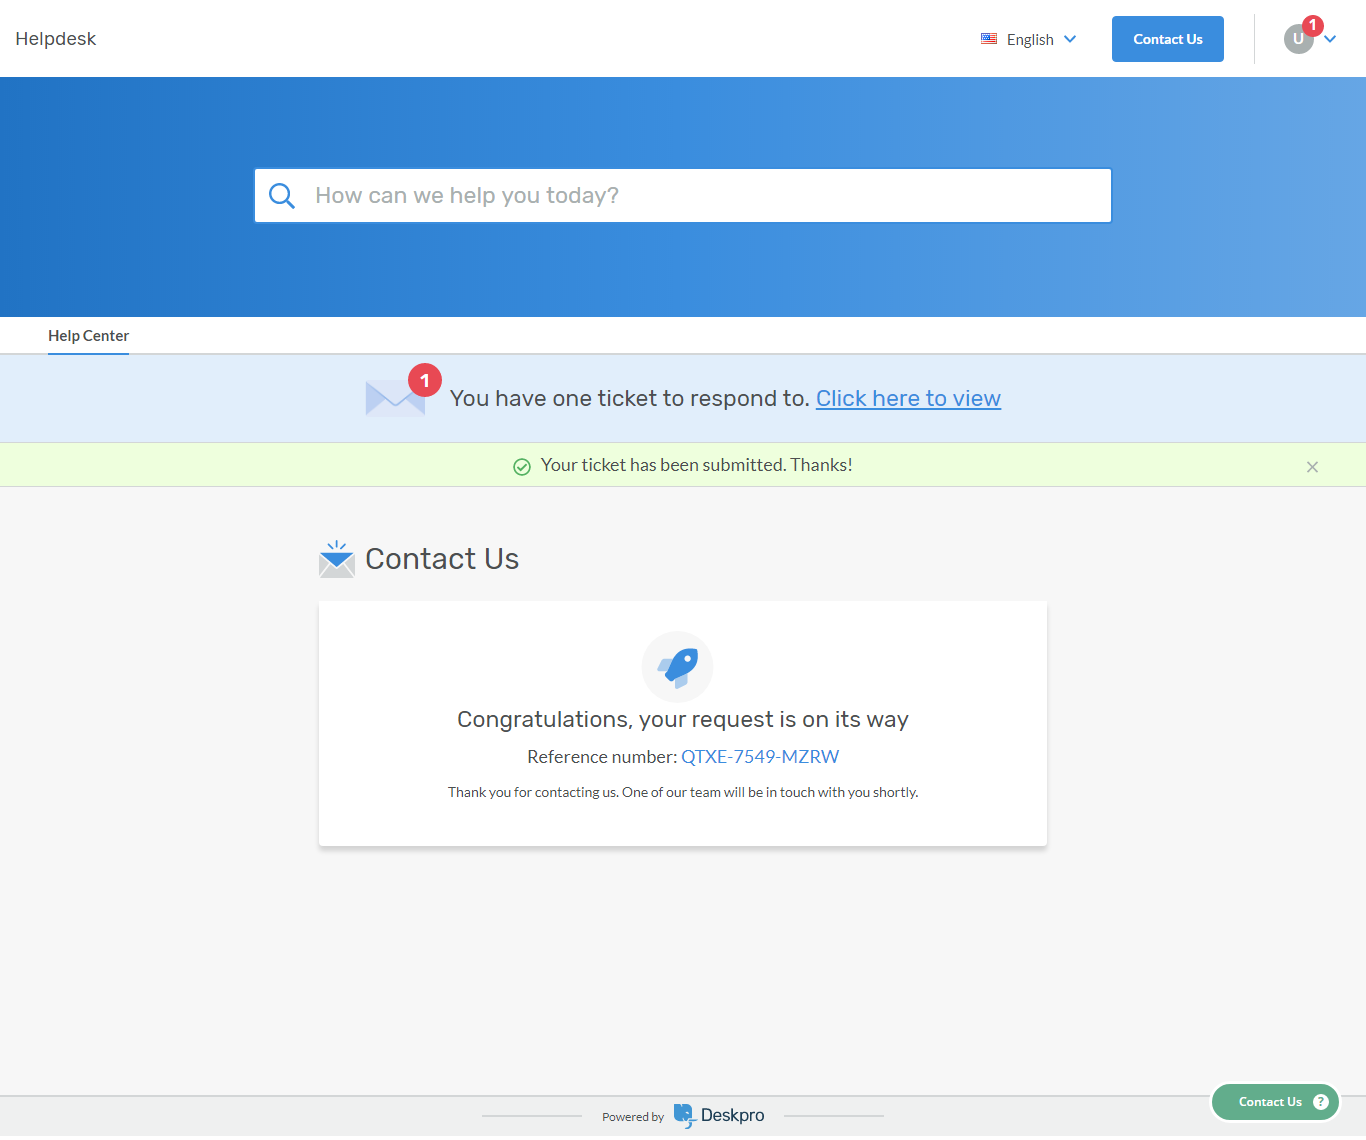 Helpdesk
English
Contact Us
U
1
How can we help you today?
Help Center
1
You have one ticket to respond to. Click here to view
Your ticket has been submitted. Thanks!
Contact Us
Congratulations, your request is on its way
Reference number: QTXE-7549-MZRW
Thank you for contacting us. One of our team will be in touch with you shortly.
Contact Us ?
Powered by Deskpro